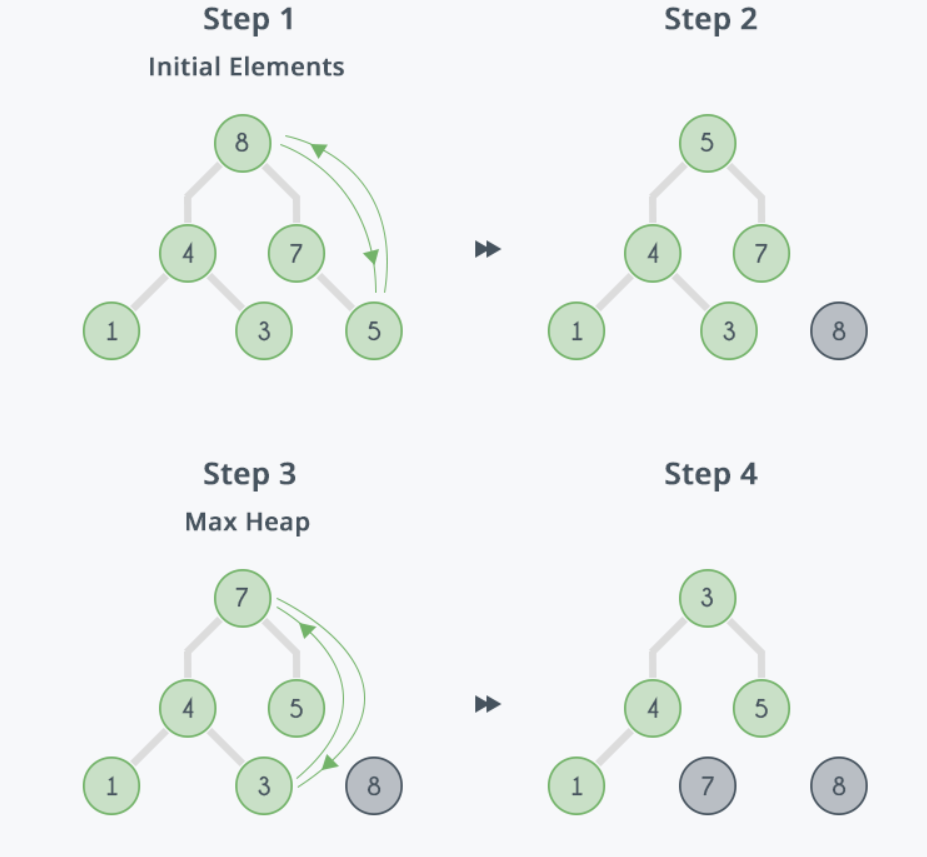 Step 1
Initial Elements
8
4 7
1 3 5
Step 2
5
4 7
1 3 8
Step 3
Max Heap
7
4 5
1 3 8
Step 4
3
4 5
1 7 8